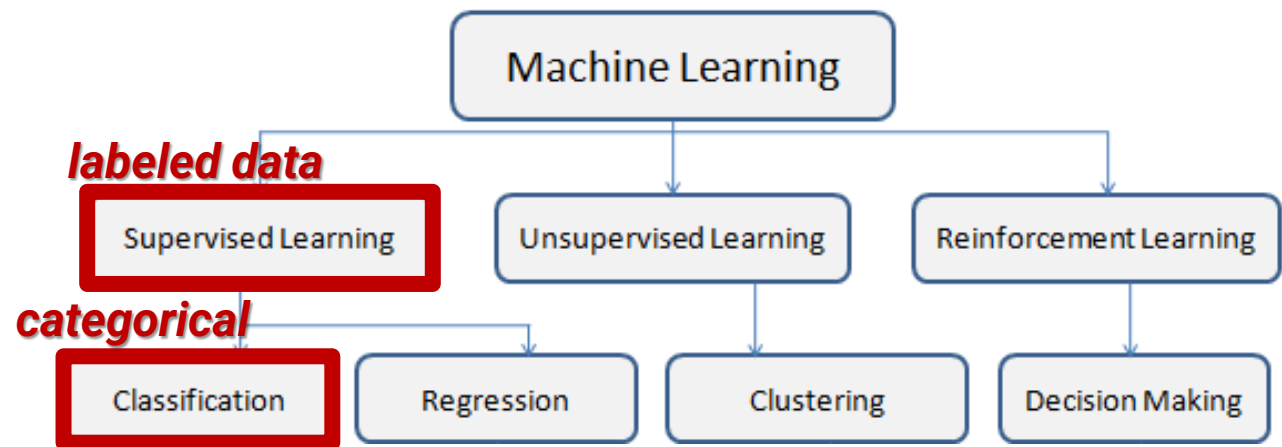 Machine Learning
labeled data
Supervised Learning
Unsupervised Learning
Reinforcement Learning
categorical
Classification
Regression
Clustering
Decision Making